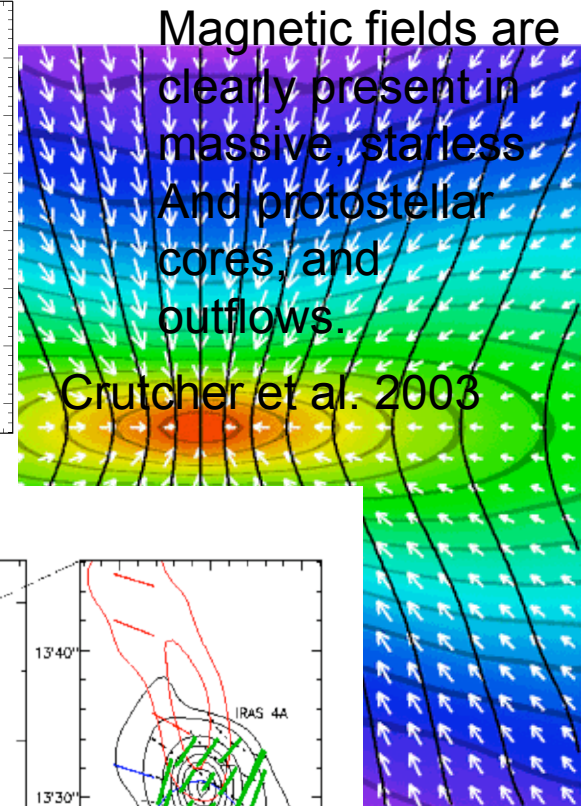 Magnetic fields are
clearly present in
massive, starless
And protostellar
cores, and
outflows.
Crutcher et al. 2003
13'40"
IRAS 4A
13'30"